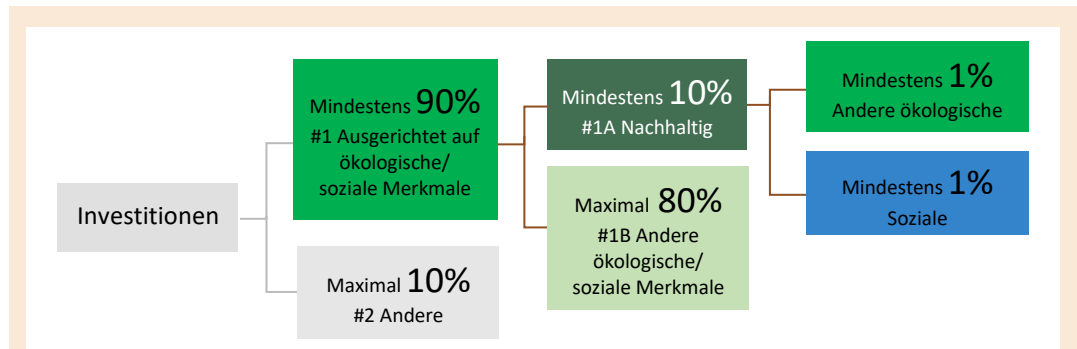 Investitionen
Mindestens 90%
#1 Ausgerichtet auf
ökologische/
soziale Merkmale
Maximal 10%
#2 Andere
Mindestens 10%
#1A Nachhaltig
Maximal 80%
#1B Andere
ökologische/
soziale Merkmale
Mindestens 1%
Andere ökologische
Mindestens 1%
Soziale